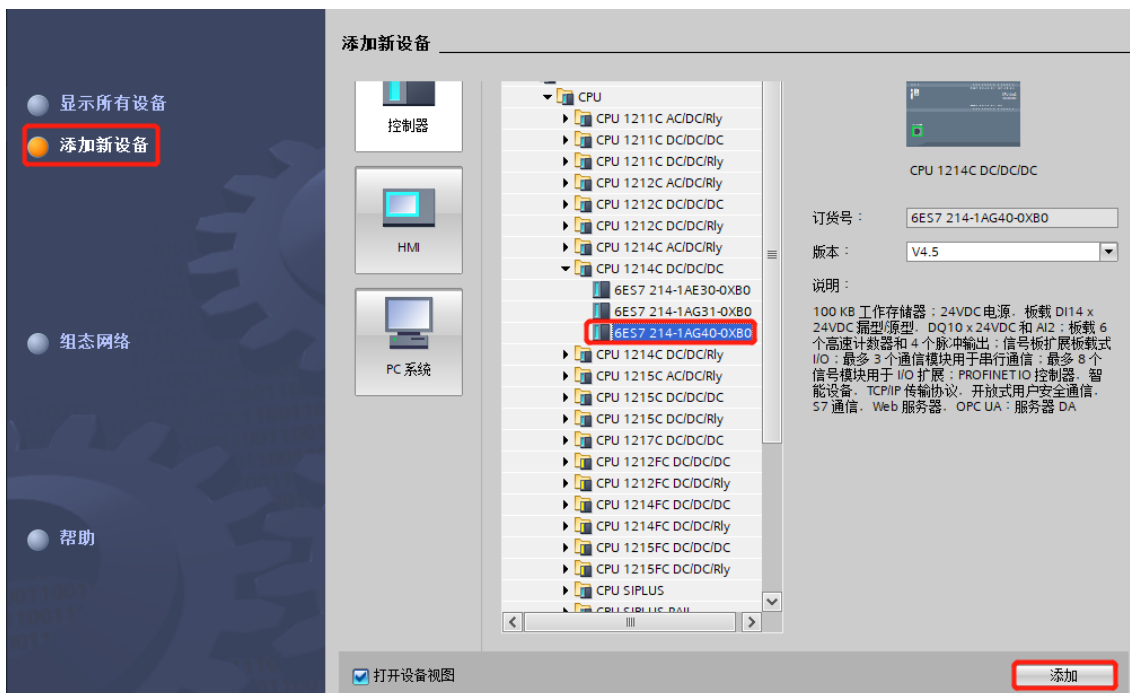 添加新设备
显示所有设备
添加新设备
组态网络
帮助
控制器
HMI
PC 系统
CPU
CPU 1211C AC/DC/Rly
CPU 1211C DC/DC/DC
CPU 1211C DC/DC/Rly
CPU 1212C AC/DC/Rly
CPU 1212C DC/DC/DC
CPU 1212C DC/DC/Rly
CPU 1214C AC/DC/Rly
CPU 1214C DC/DC/DC
6ES7 214-1AE30-0XB0
6ES7 214-1AG31-0XB0
6ES7 214-1AG40-0XB0
CPU 1214C DC/DC/Rly
CPU 1215C AC/DC/Rly
CPU 1215C DC/DC/DC
CPU 1215C DC/DC/Rly
CPU 1217C DC/DC/DC
CPU 1212FC DC/DC/DC
CPU 1212FC DC/DC/Rly
CPU 1214FC DC/DC/DC
CPU 1214FC DC/DC/Rly
CPU 1215FC DC/DC/DC
CPU 1215FC DC/DC/Rly
CPU SIPLUS
CPU SIPLUS RAIL
CPU 1214C DC/DC/DC
订货号：
6ES7 214-1AG40-0XB0
版本：
V4.5
说明：
100 KB 工作存储器；24VDC 电源，板载 DI14 x
24VDC 漏型/源型，DQ10 x 24VDC 和 AI2；板载 6
个高速计数器和 4 个脉冲输出；信号板扩展板载式
I/O；最多 3 个通信模块用于串行通信；最多 8 个
信号模块用于 I/O 扩展；PROFINET IO 控制器，智
能设备，TCP/IP 传输协议，开放式用户安全通信，
S7 通信，Web 服务器，OPC UA：服务器 DA
打开设备视图
添加